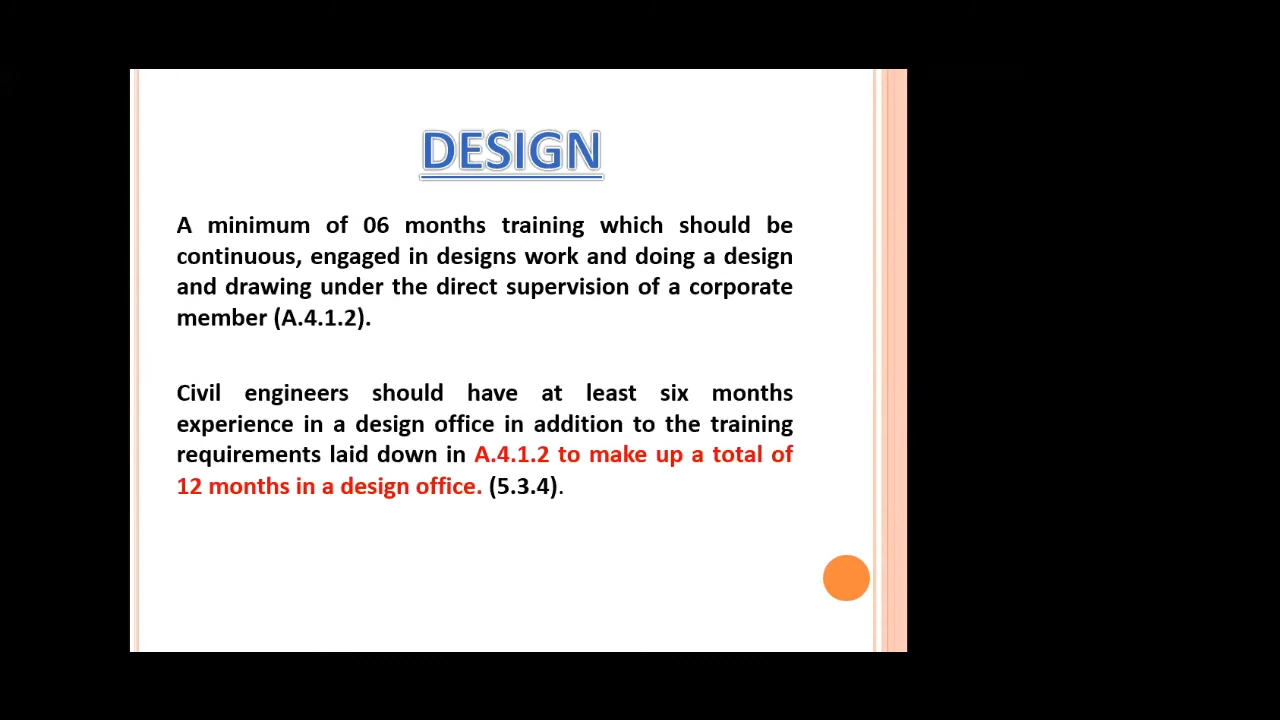 DESIGN
A minimum of 06 months training which should be
continuous, engaged in designs work and doing a design
and drawing under the direct supervision of a corporate
member (A.4.1.2).
Civil engineers should have at least six months
experience in a design office in addition to the training
requirements laid down in A.4.1.2 to make up a total of
12 months in a design office. (5.3.4).